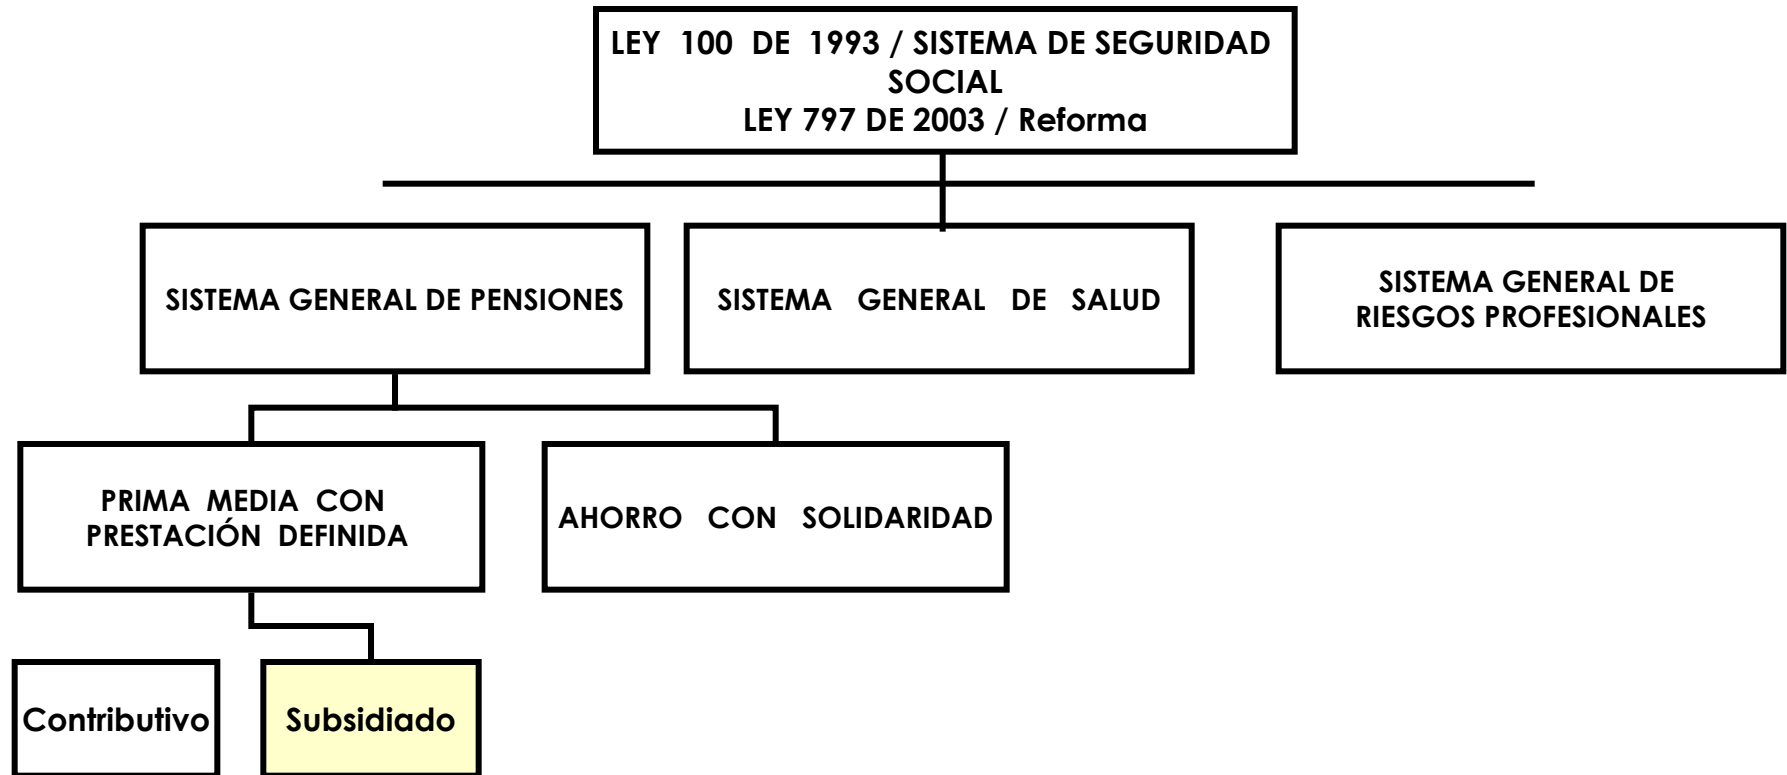 LEY 100 DE 1993 / SISTEMA DE SEGURIDAD
SOCIAL
LEY 797 DE 2003 / Reforma
SISTEMA GENERAL DE PENSIONES
SISTEMA GENERAL DE SALUD
SISTEMA GENERAL DE
RIESGOS PROFESIONALES
PRIMA MEDIA CON
PRESTACIÓN DEFINIDA
AHORRO CON SOLIDARIDAD
Contributivo
Subsidiado